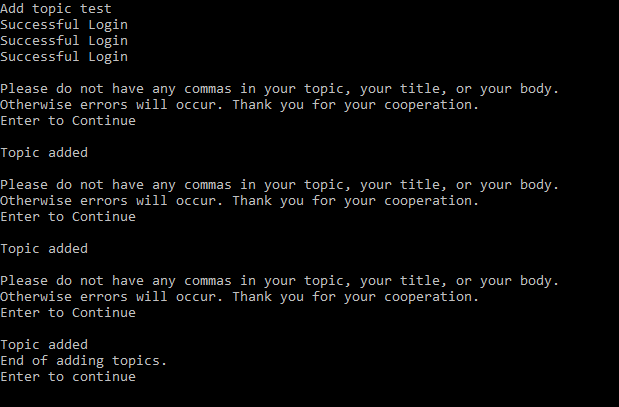 Add topic test
Successful Login
Successful Login
Successful Login
Please do not have any commas in your topic, your title, or your body.
Otherwise errors will occur. Thank you for your cooperation.
Enter to Continue
Topic added
Please do not have any commas in your topic, your title, or your body.
Otherwise errors will occur. Thank you for your cooperation.
Enter to Continue
Topic added
Please do not have any commas in your topic, your title, or your body.
Otherwise errors will occur. Thank you for your cooperation.
Enter to Continue
Topic added
End of adding topics.
Enter to continue